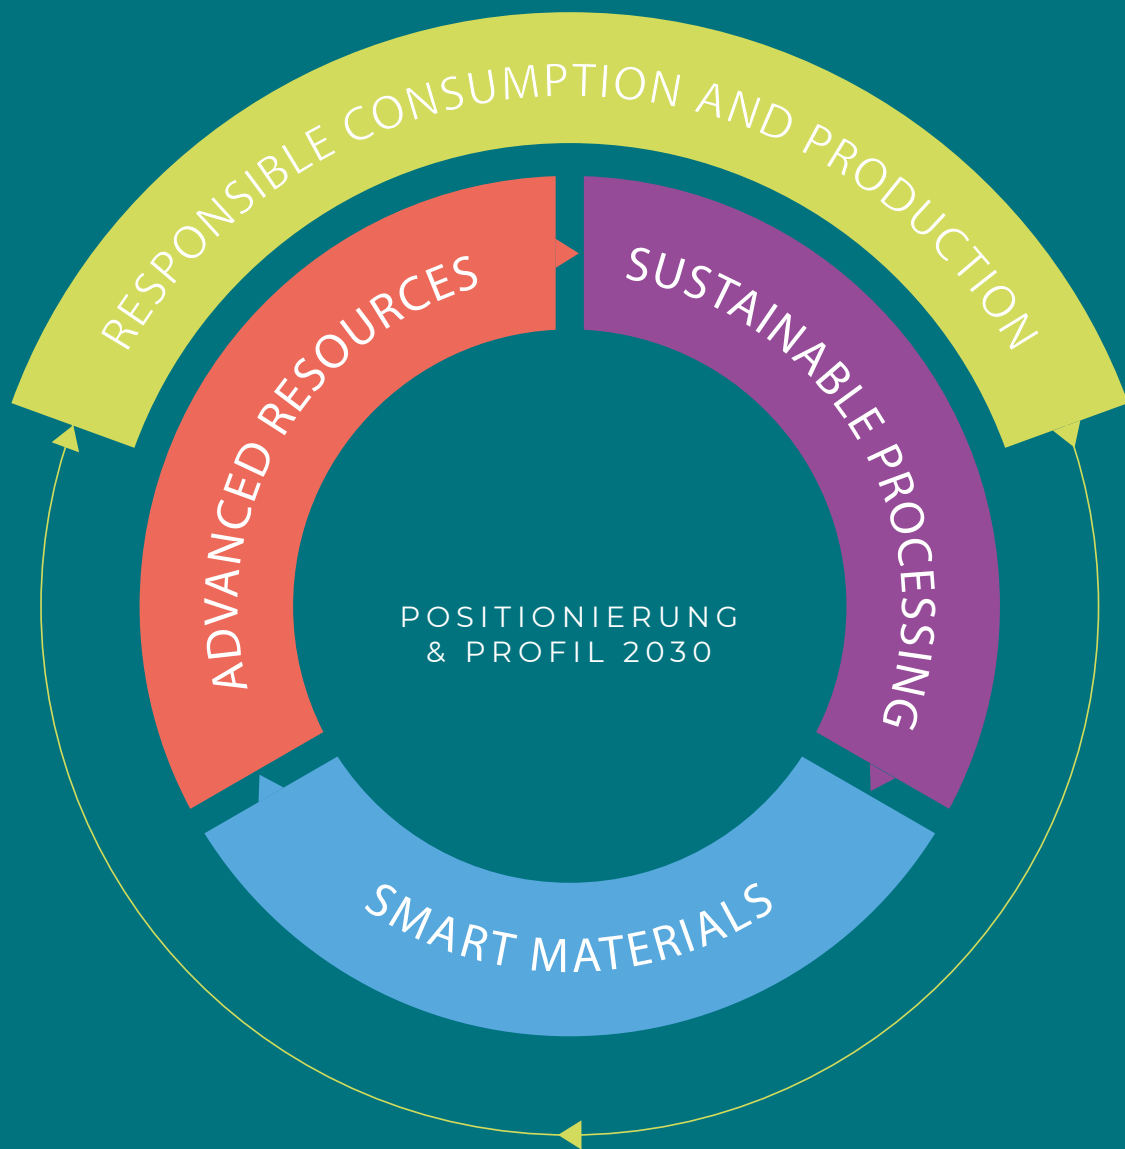 RESPONSIBLE CONSUMPTION AND PRODUCTION
ADVANCED RESOURCES
SUSTAINABLE PROCESSING
POSITIONIERUNG
& PROFIL 2030
SMART MATERIALS